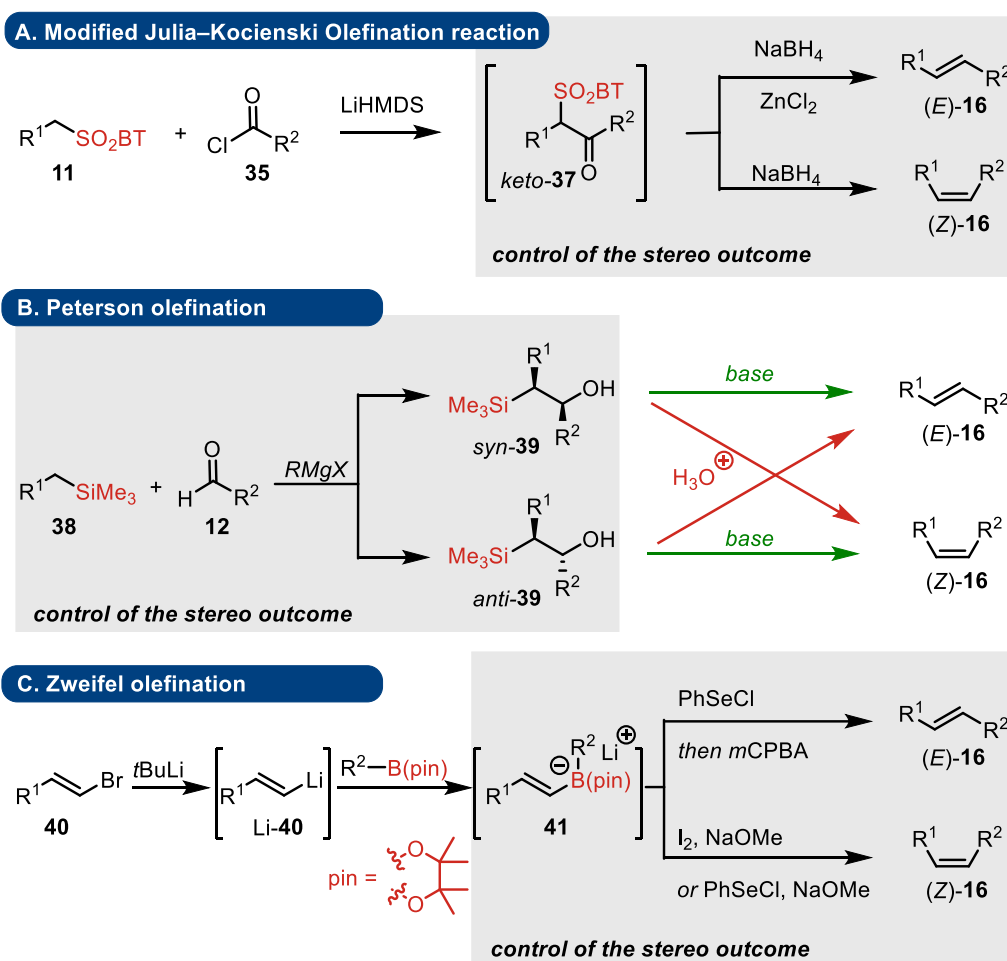 A. Modified Julia–Kocienski Olefination reaction
R1 SO2BT
11
+
O
Cl R2
35
LiHMDS
SO2BT
R1 R2
O
keto-37
NaBH4
ZnCl2
NaBH4
R1 R2
(E)-16
R1 R2
(Z)-16
control of the stereo outcome
B. Peterson olefination
R1 SiMe3
38
+
O
H R2
12
RMgX
R1
Me3Si OH
R2
syn-39
R1
Me3Si OH
R2
anti-39
control of the stereo outcome
base
H3O+
base
R1 R2
(E)-16
R R2
(Z)-16
C. Zweifel olefination
R1 Br
40
tBuLi
R1 Li
Li-40
R2–B(pin)
pin =
O
O
R2 Li+
R1 B(pin)
−
41
PhSeCl
then mCPBA
I2, NaOMe
or PhSeCl, NaOMe
R1 R2
(E)-16
R1 R2
(Z)-16
control of the stereo outcome